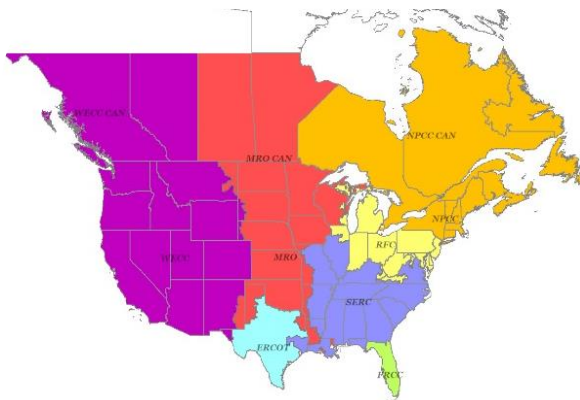 WECC CAN
NPCC CAN
MRO CAN
NPCC
RFC
WECC
MRO
SERC
ERCOT
FRCC